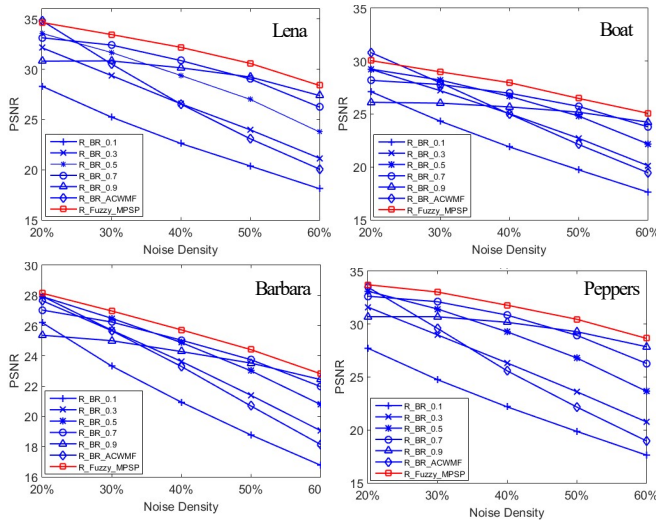 Lena
35
30
25
20
15
PSNR
R_BR_0.1
R_BR_0.3
R_BR_0.5
R_BR_0.7
R_BR_0.9
R_BR_ACWMF
R_Fuzzy_MPSP
20% 30% 40% 50% 60%
Noise Density
Boat
35
30
25
20
15
PSNR
R_BR_0.1
R_BR_0.3
R_BR_0.5
R_BR_0.7
R_BR_0.9
R_BR_ACWMF
R_Fuzzy_MPSP
20% 30% 40% 50% 60%
Noise Density
Barbara
28
26
24
22
20
18
16
PSNR
R_BR_0.1
R_BR_0.3
R_BR_0.5
R_BR_0.7
R_BR_0.9
R_BR_ACWMF
R_Fuzzy_MPSP
20% 30% 40% 50% 60%
Noise Density
Peppers
35
30
25
20
15
PSNR
R_BR_0.1
R_BR_0.3
R_BR_0.5
R_BR_0.7
R_BR_0.9
R_BR_ACWMF
R_Fuzzy_MPSP
20% 30% 40% 50% 60%
Noise Density